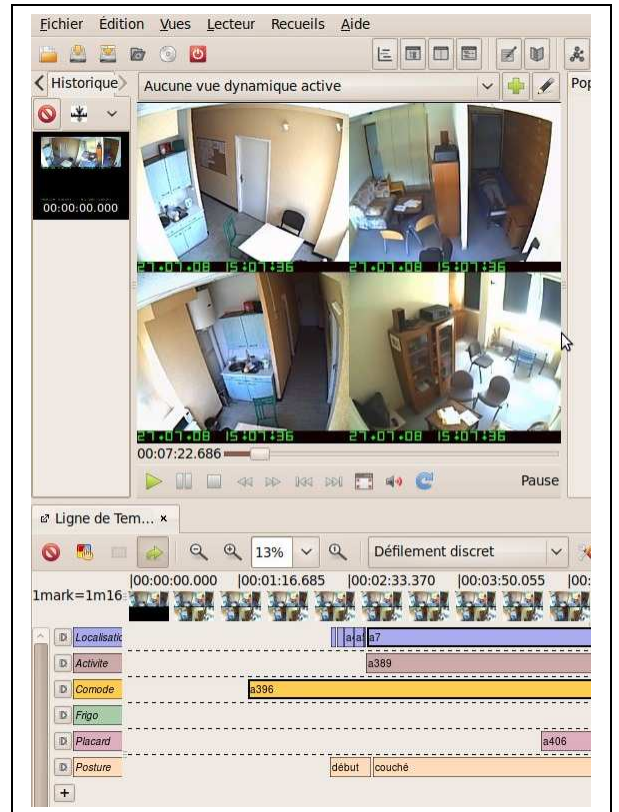 Fichier Édition Vues Lecteur Recueils Aide
Historique
Aucune vue dynamique active
Pop
00:00:00.000
27.07.08 15:07:36 27.07.08 15:07:36
27.07.08 15:07:36 27.07.08 15:07:36
00:07:22.686
Pause
Ligne de Tem... ×
13% Défilement discret
1mark=1m16 |00:00:00.000 |00:01:16.685 |00:02:33.370 |00:03:50.055 |00:
D Localisatio a7
D Activite a389
D Comode a396
D Frigo
D Placard a406
D Posture début couché
+